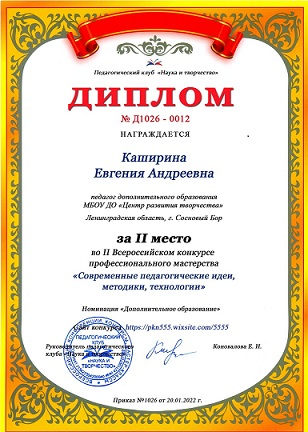 Педагогический клуб «Наука и творчество»
ДИПЛОМ
№ Д1026 - 0012
НАГРАЖДАЕТСЯ
Каширина
Евгения Андреевна
педагог дополнительного образования
МБОУ ДО «Центр развития творчества»
Ленинградская область, г. Сосновый Бор
за II место
во II Всероссийском конкурсе
профессионального мастерства
«Современные педагогические идеи,
методики, технологии»
Номинация «Дополнительное образование»
Сайт конкурса https://pkn555.wixsite.com/5555
Руководитель педагогического Коновалова Е. Н.
клуба «Наука и творчество»
ПЕДАГОГИЧЕСКИЙ
КЛУБ
«НАУКА И
ТВОРЧЕСТВО»
Приказ №1026 от 20.01.2022 г.